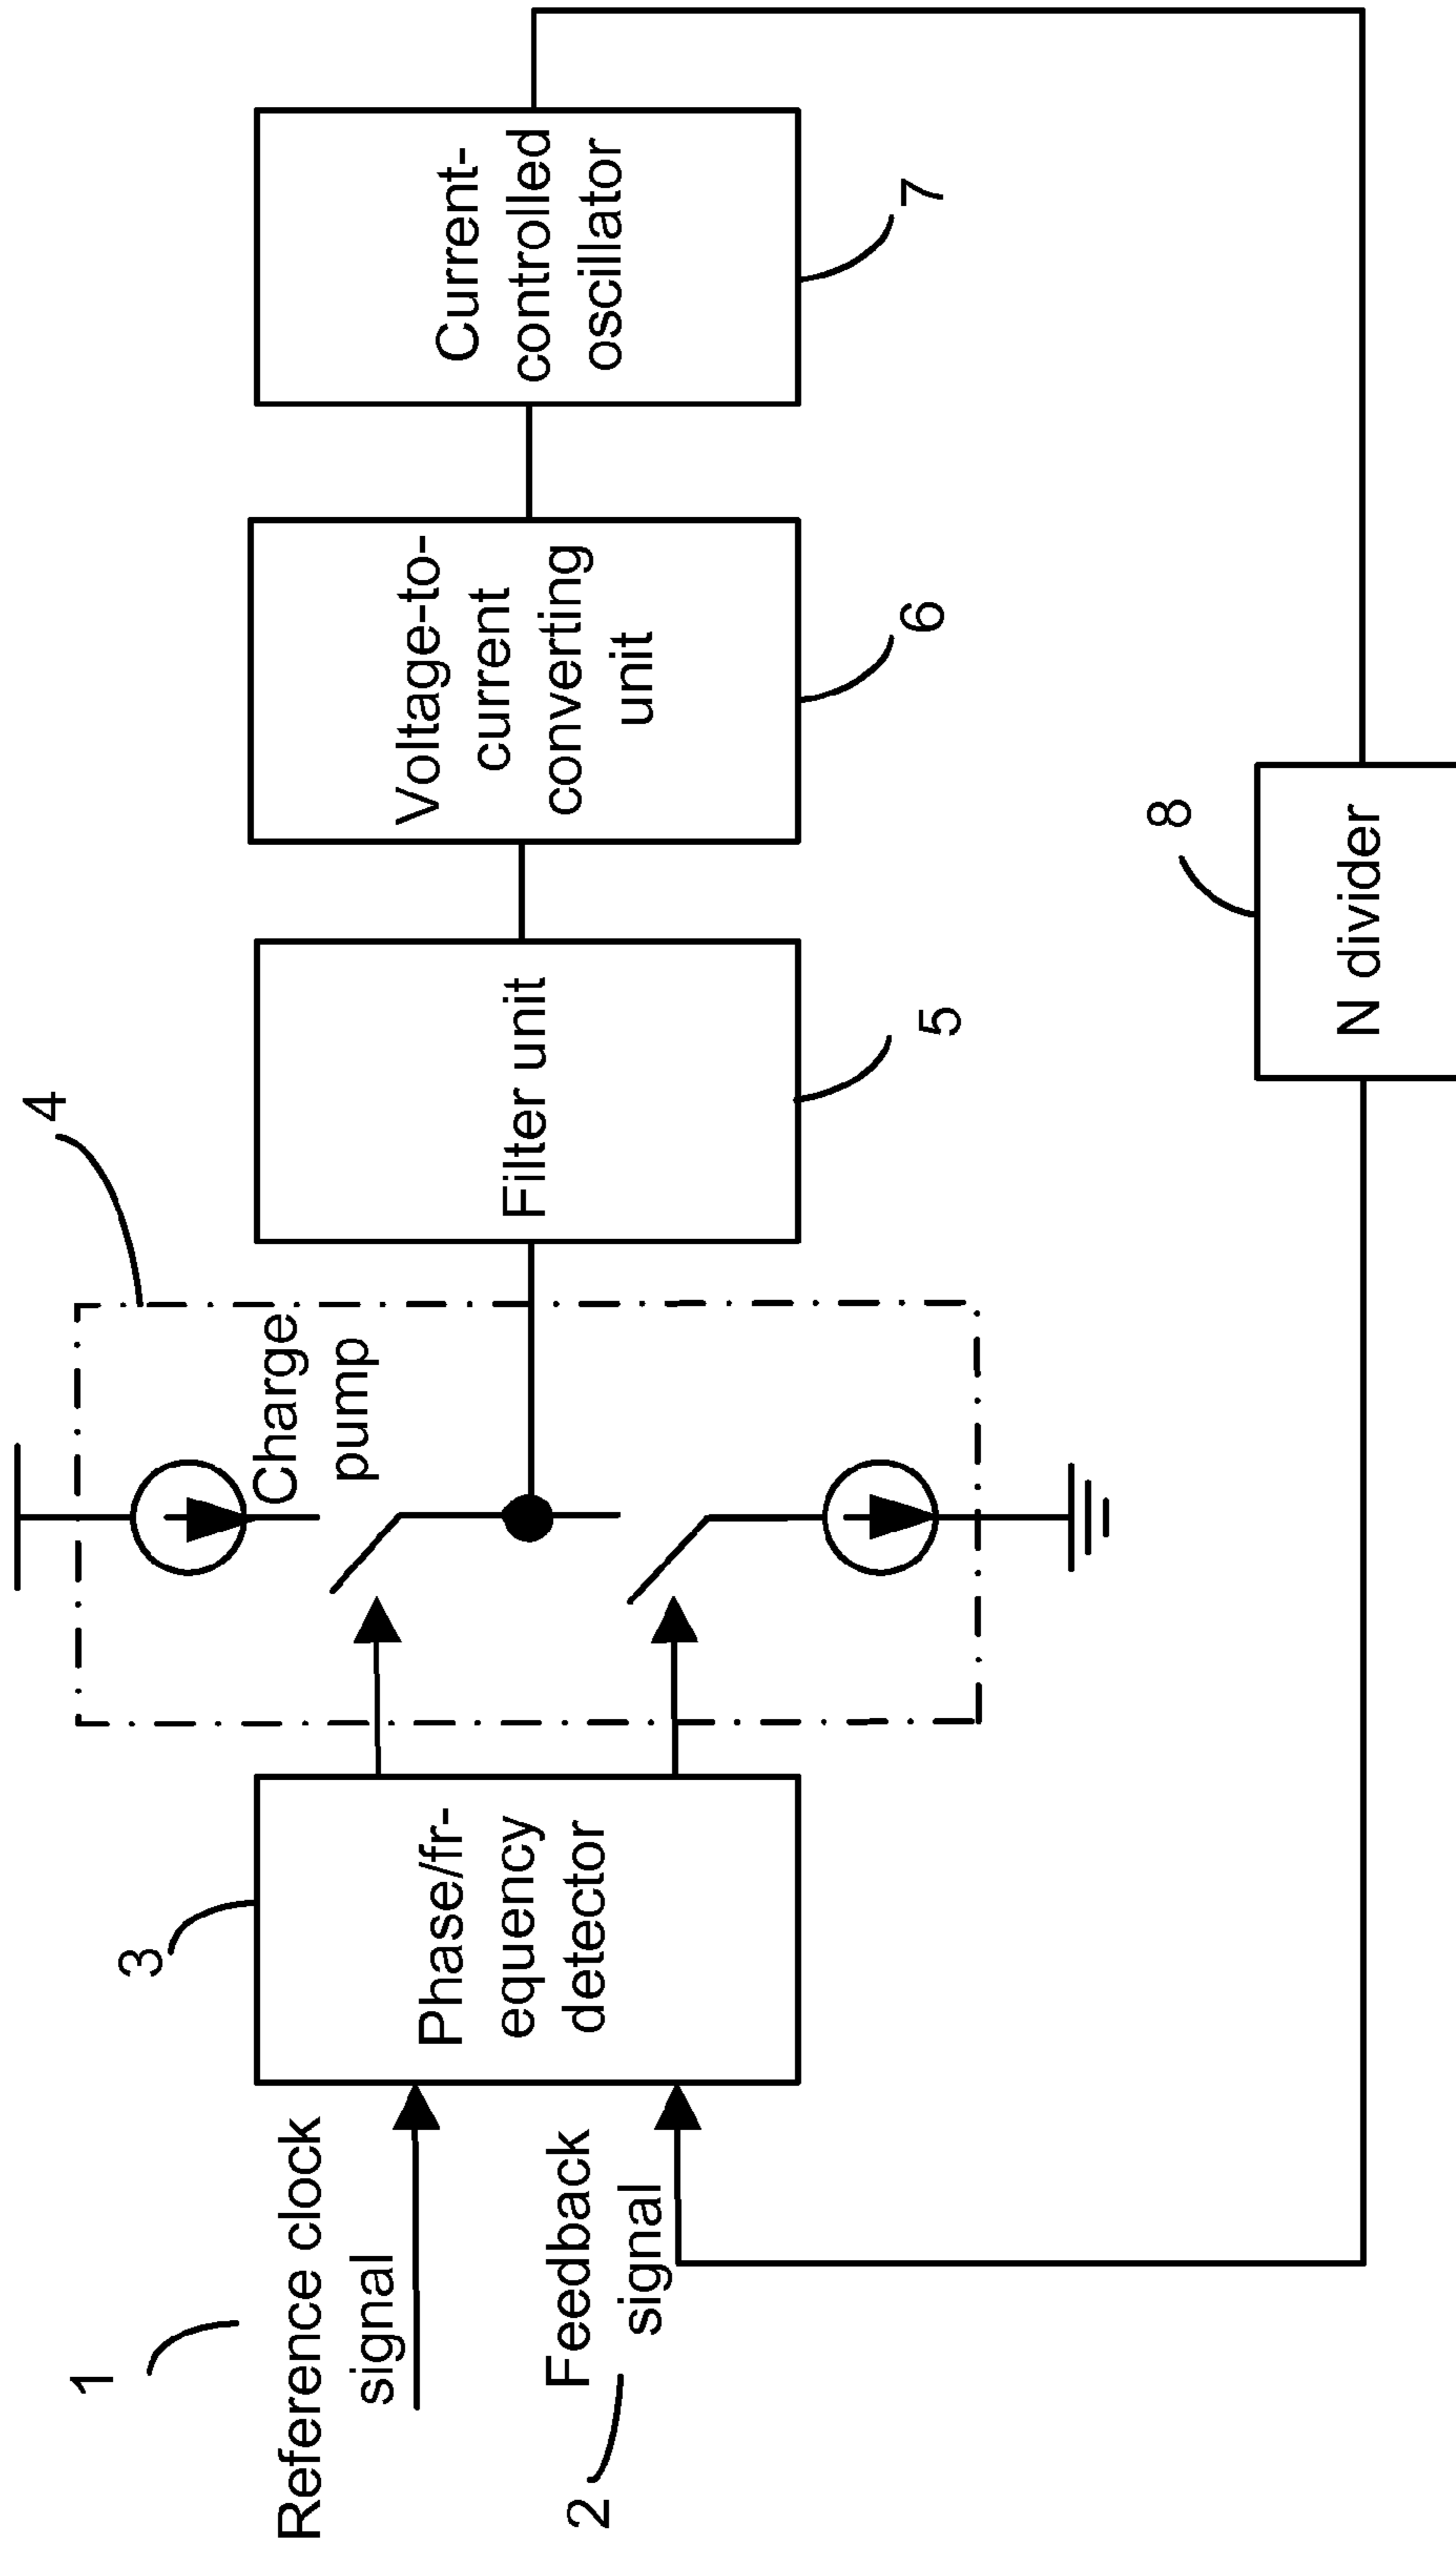 1
Reference clock
signal
2
Feedback
signal
3
Phase/fr-
equency
detector
4
Charge
pump
Filter unit
5
Voltage-to-
current
converting
unit
6
Current-
controlled
oscillator
7
8
N divider